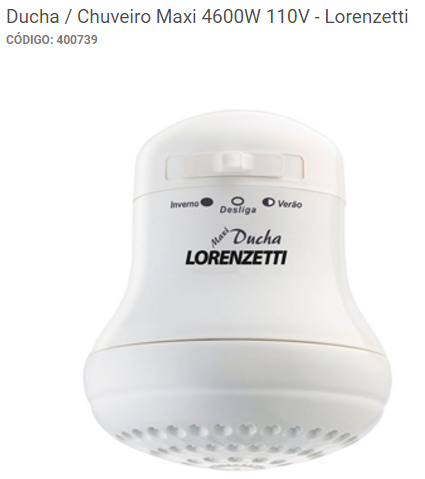 Ducha / Chuveiro Maxi 4600W 110V - Lorenzetti
CÓDIGO: 400739
Inverno Desliga Verão
Maxi Ducha
LORENZETTI